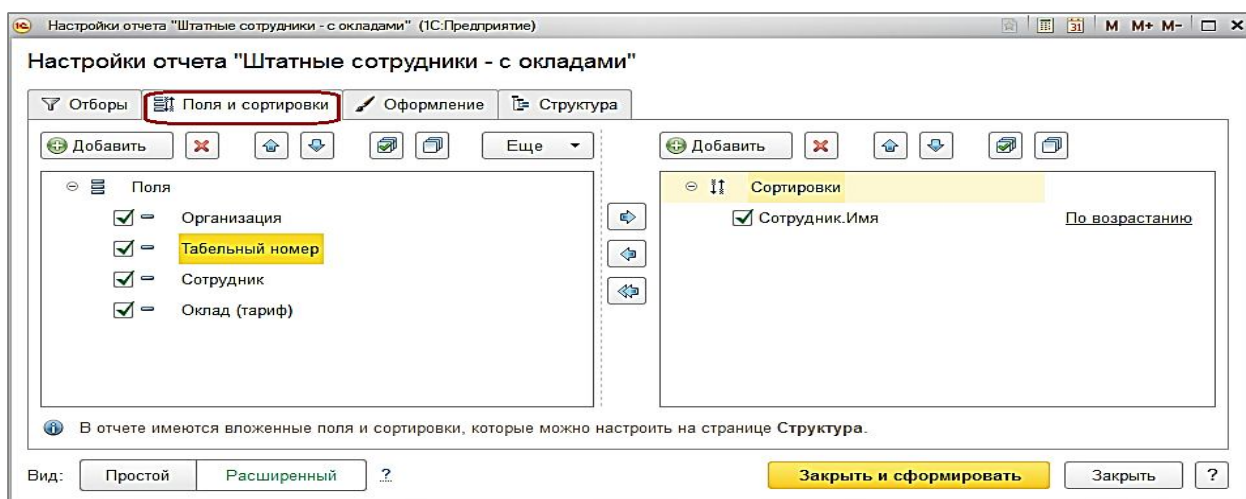 Настройки отчета "Штатные сотрудники - с окладами" (1С:Предприятие)
31 M M+ M-
Настройки отчета "Штатные сотрудники - с окладами"
Отборы Поля и сортировки Оформление Структура
Добавить Еще Добавить
Поля Сортировки
Организация Сотрудник.Имя По возрастанию
Табельный номер
Сотрудник
Оклад (тариф)
В отчете имеются вложенные поля и сортировки, которые можно настроить на странице Структура.
Вид: Простой Расширенный ? Закрыть и сформировать Закрыть ?